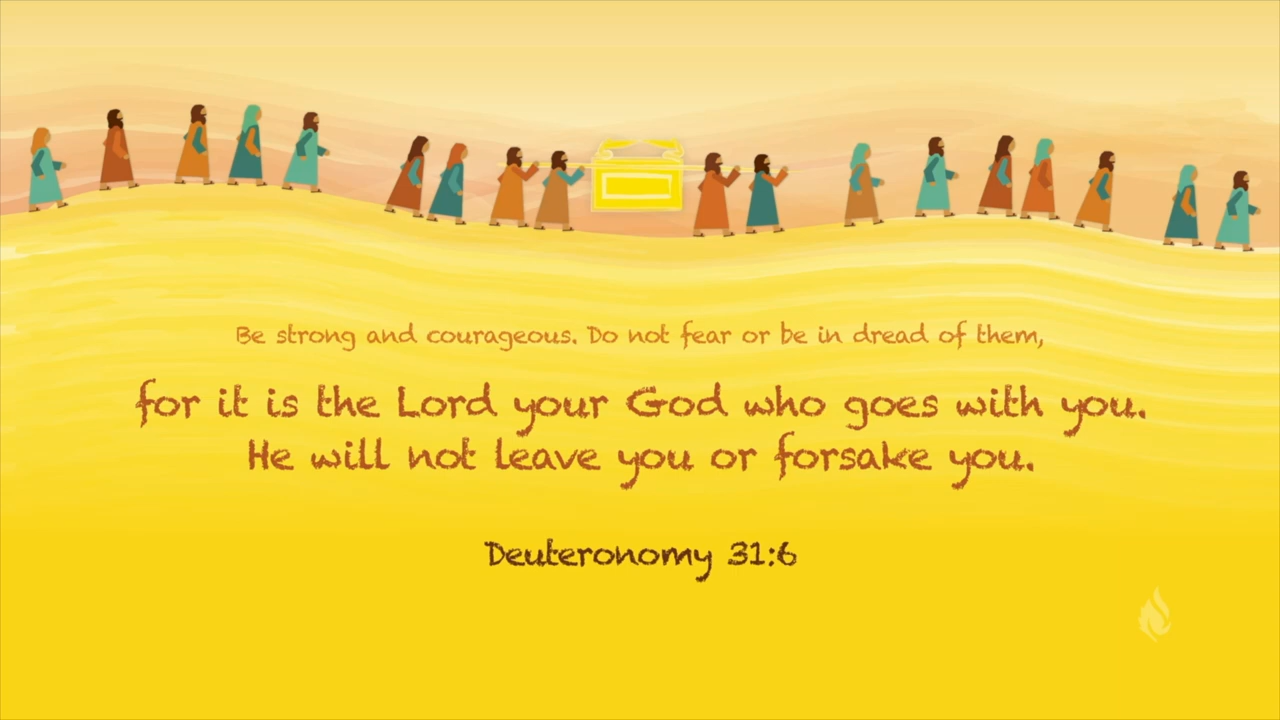 Be strong and courageous. Do not fear or be in dread of them,
for it is the Lord your God who goes with you.
He will not leave you or forsake you.
Deuteronomy 31:6